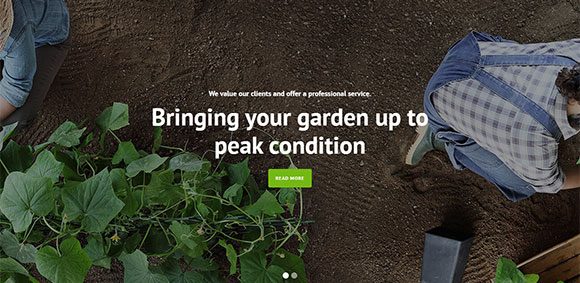 We value our clients and offer a professional service.
Bringing your garden up to
peak condition
READ MORE